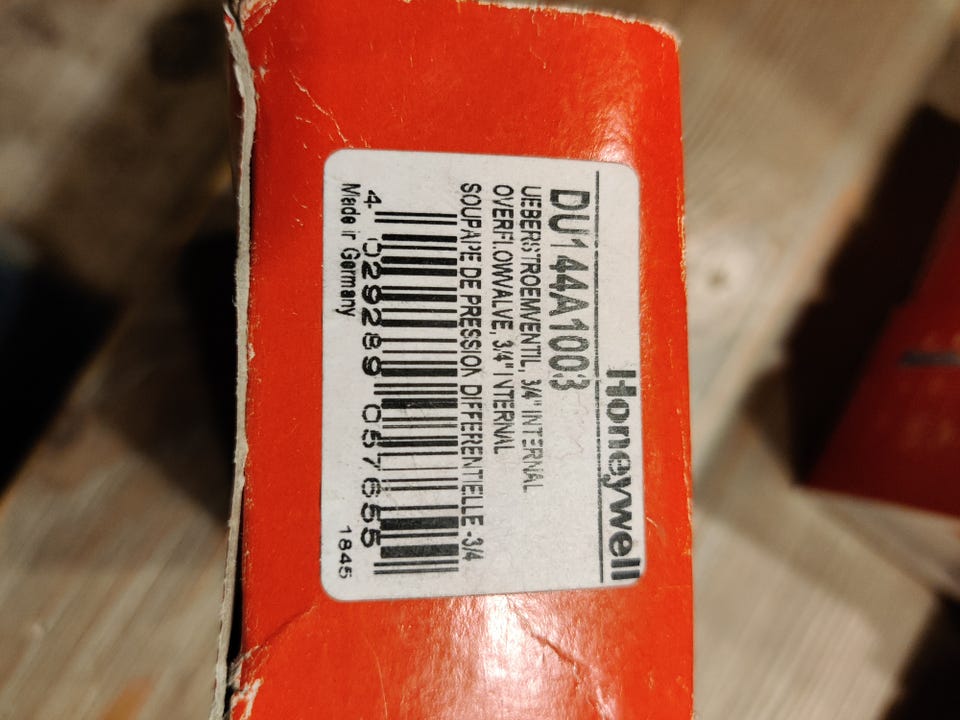 Honeywell
DU144A1003
UEBERSTROEMVENTIL, 3/4" INTERNAL
OVERFLOWVALVE, 3/4" INTERNAL
SOUPAPE DE PRESSION DIFFERENTIELLE -3/4
4 029289 057655
Made in Germany
1845